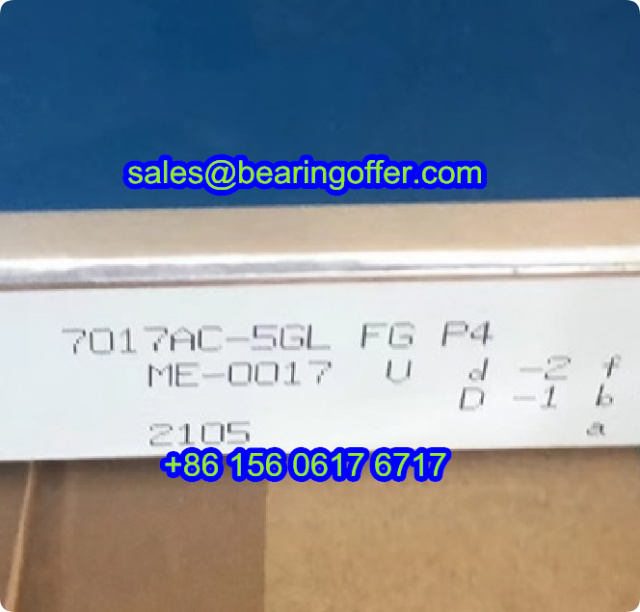 sales@bearingoffer.com
7017AC-5GL FG P4
ME-0017 U d -2 f
D -1 b
2105 a
+86 156 0617 6717